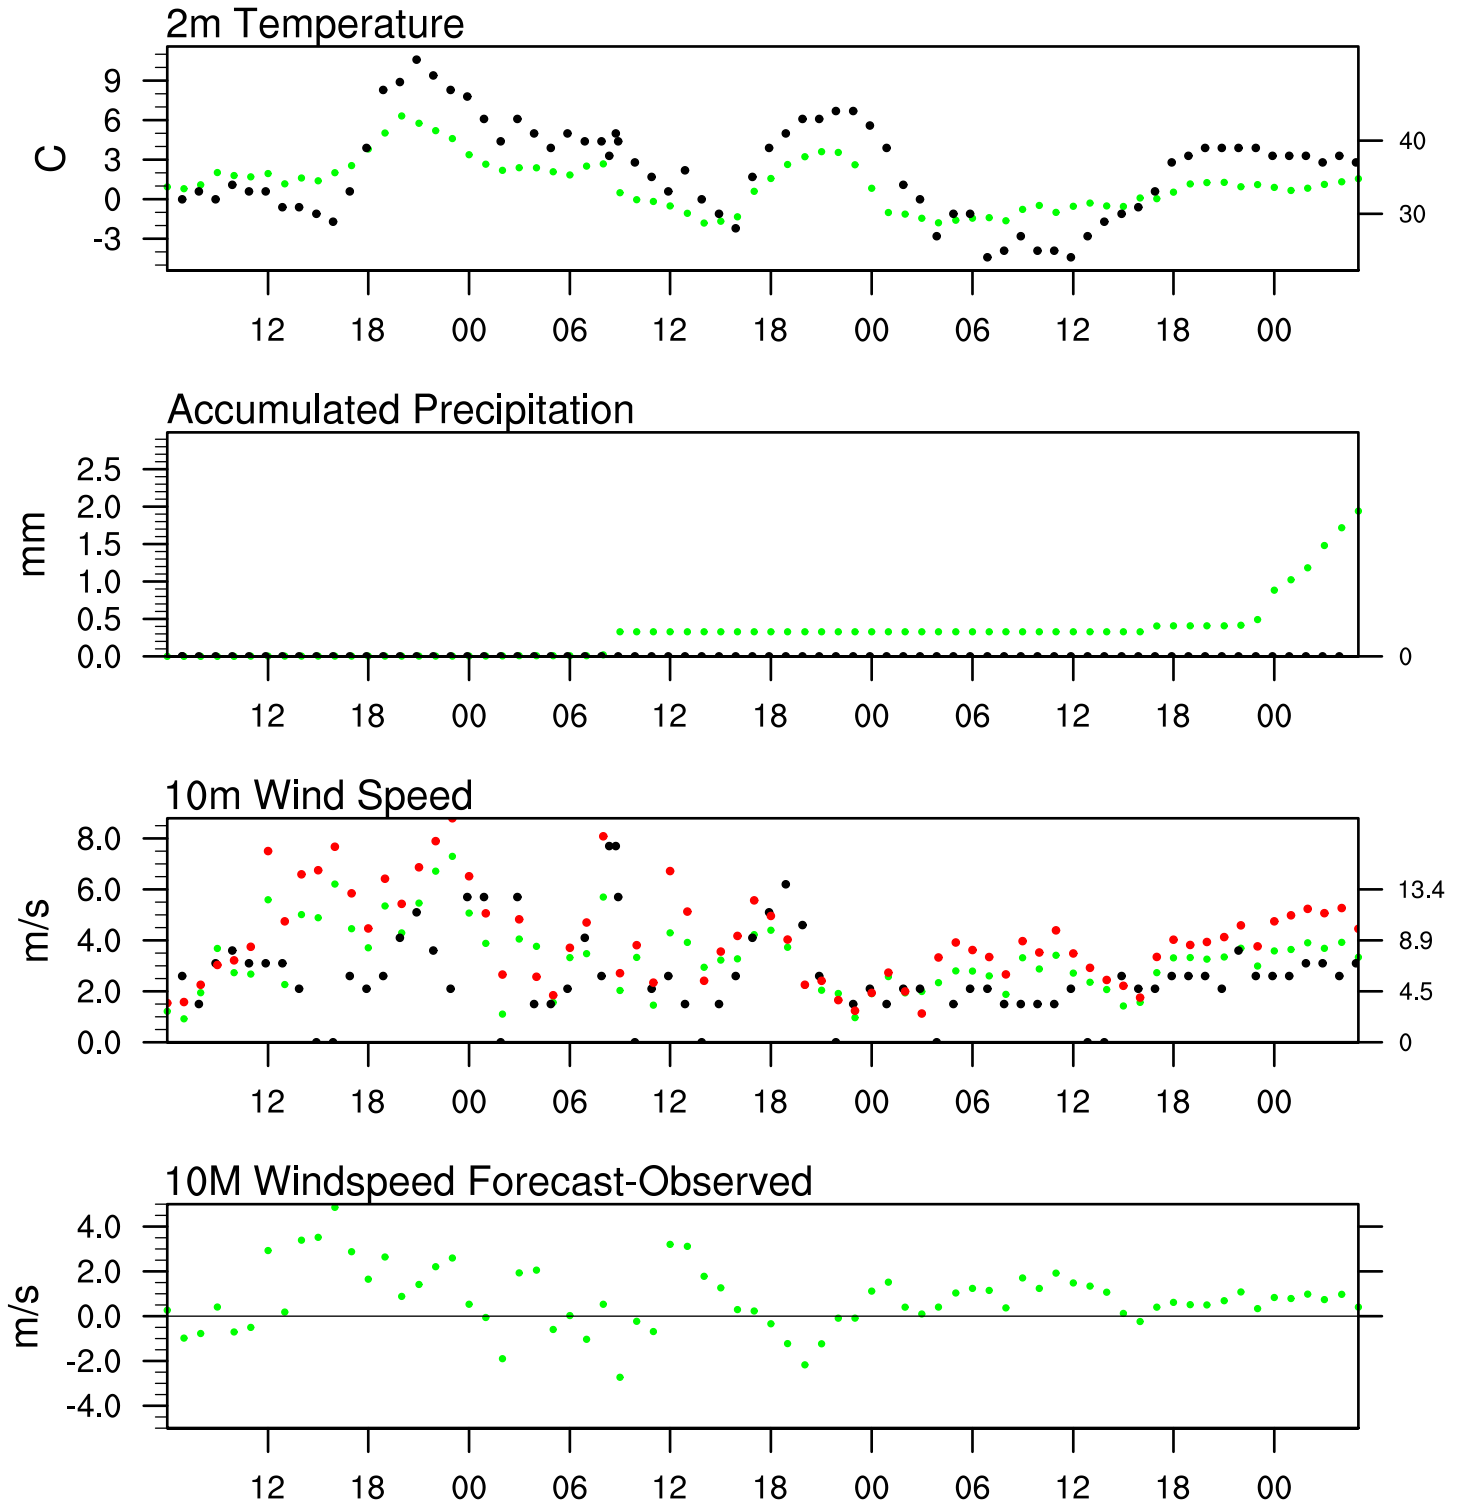 2m Temperature
9
6
3
0
-3
C
40
30
12 18 00 06 12 18 00 06 12 18 00
Accumulated Precipitation
2.5
2.0
1.5
1.0
0.5
0.0
mm
0
12 18 00 06 12 18 00 06 12 18 00
10m Wind Speed
8.0
6.0
4.0
2.0
0.0
m/s
13.4
8.9
4.5
0
12 18 00 06 12 18 00 06 12 18 00
10M Windspeed Forecast-Observed
4.0
2.0
0.0
-2.0
-4.0
m/s
12 18 00 06 12 18 00 06 12 18 00